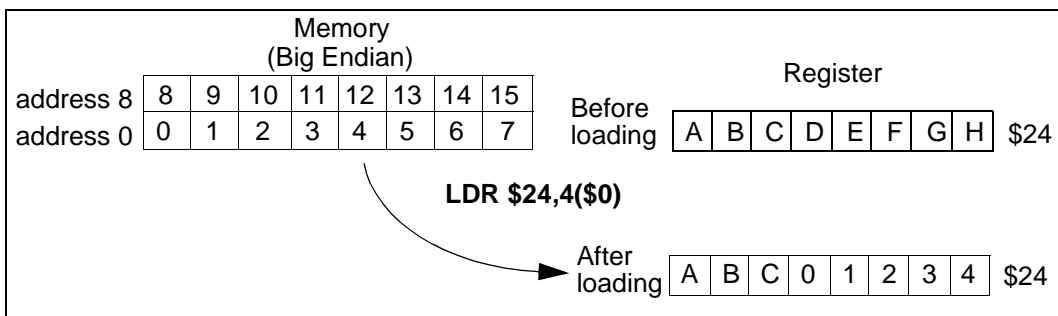 Memory
(Big Endian)
Register
address 8 8 9 10 11 12 13 14 15
address 0 0 1 2 3 4 5 6 7
Before
loading A B C D E F G H $24
LDR $24,4($0)
After
loading A B C 0 1 2 3 4 $24